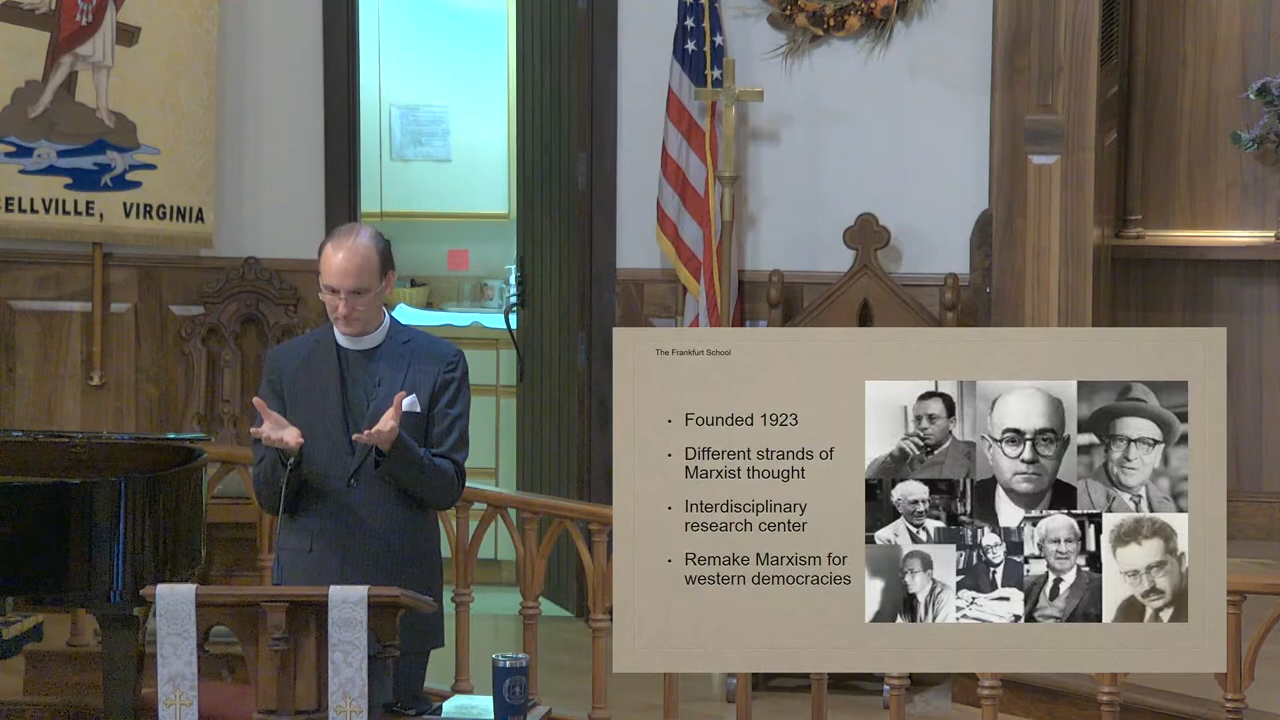 CELLVILLE, VIRGINIA
The Frankfurt School
• Founded 1923
• Different strands of
Marxist thought
• Interdisciplinary
research center
• Remake Marxism for
western democracies